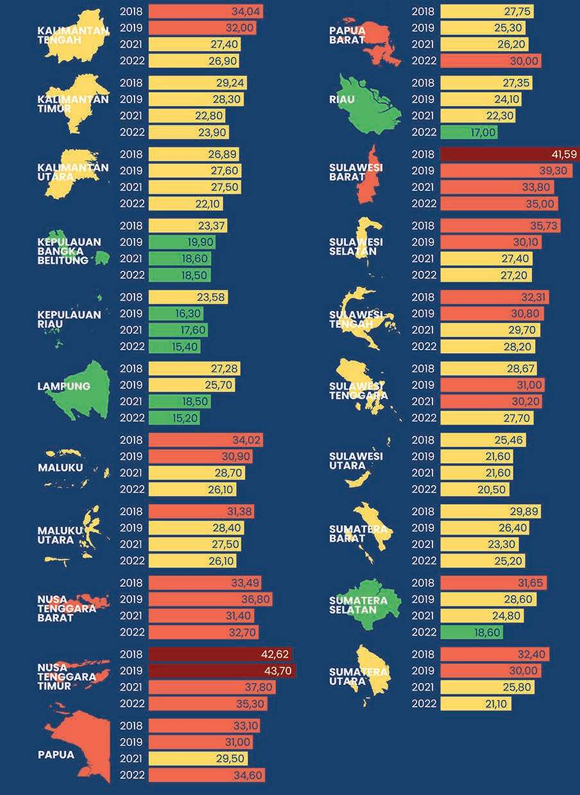 KALIMANTAN
TENGAH
2018 34,04
2019 32,00
2021 27,40
2022 26,90
KALIMANTAN
TIMUR
2018 29,24
2019 28,30
2021 22,80
2022 23,90
KALIMANTAN
UTARA
2018 26,89
2019 27,60
2021 27,50
2022 22,10
KEPULAUAN
BANGKA
BELITUNG
2018 23,37
2019 19,90
2021 18,60
2022 18,50
KEPULAUAN
RIAU
2018 23,58
2019 16,30
2021 17,60
2022 15,40
LAMPUNG
2018 27,28
2019 25,70
2021 18,50
2022 15,20
MALUKU
2018 34,02
2019 30,90
2021 28,70
2022 26,10
MALUKU
UTARA
2018 31,38
2019 28,40
2021 27,50
2022 26,10
NUSA
TENGGARA
BARAT
2018 33,49
2019 36,80
2021 31,40
2022 32,70
NUSA
TENGGARA
TIMUR
2018 42,62
2019 43,70
2021 37,80
2022 35,30
PAPUA
2018 33,10
2019 31,00
2021 29,50
2022 34,60
PAPUA
BARAT
2018 27,75
2019 25,30
2021 26,20
2022 30,00
RIAU
2018 27,35
2019 24,10
2021 22,30
2022 17,00
SULAWESI
BARAT
2018 41,59
2019 39,30
2021 33,80
2022 35,00
SULAWESI
SELATAN
2018 35,73
2019 30,10
2021 27,40
2022 27,20
SULAWESI
TENGAH
2018 32,31
2019 30,80
2021 29,70
2022 28,20
SULAWESI
TENGGARA
2018 28,67
2019 31,00
2021 30,20
2022 27,70
SULAWESI
UTARA
2018 25,46
2019 21,60
2021 21,60
2022 20,50
SUMATERA
BARAT
2018 29,89
2019 26,40
2021 23,30
2022 25,20
SUMATERA
SELATAN
2018 31,65
2019 28,60
2021 24,80
2022 18,60
SUMATERA
UTARA
2018 32,40
2019 30,00
2021 25,80
2022 21,10